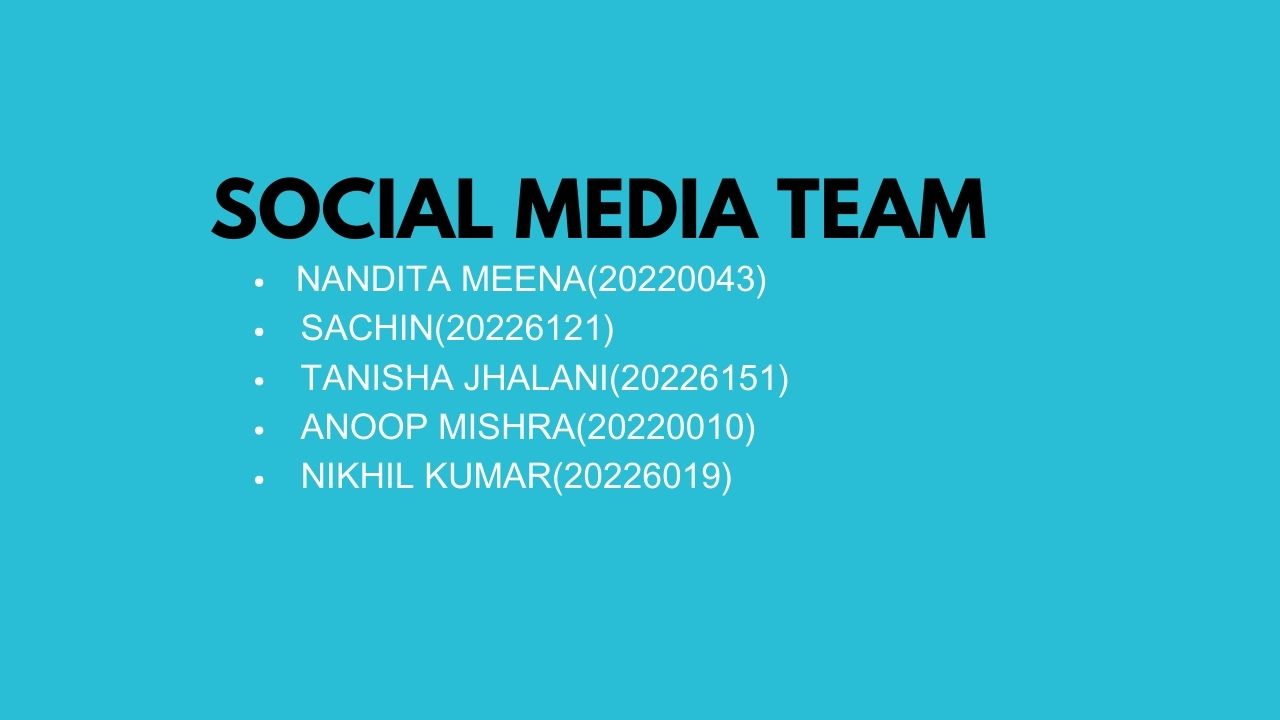 SOCIAL MEDIA TEAM
• NANDITA MEENA(20220043)
• SACHIN(20226121)
• TANISHA JHALANI(20226151)
• ANOOP MISHRA(20220010)
• NIKHIL KUMAR(20226019)